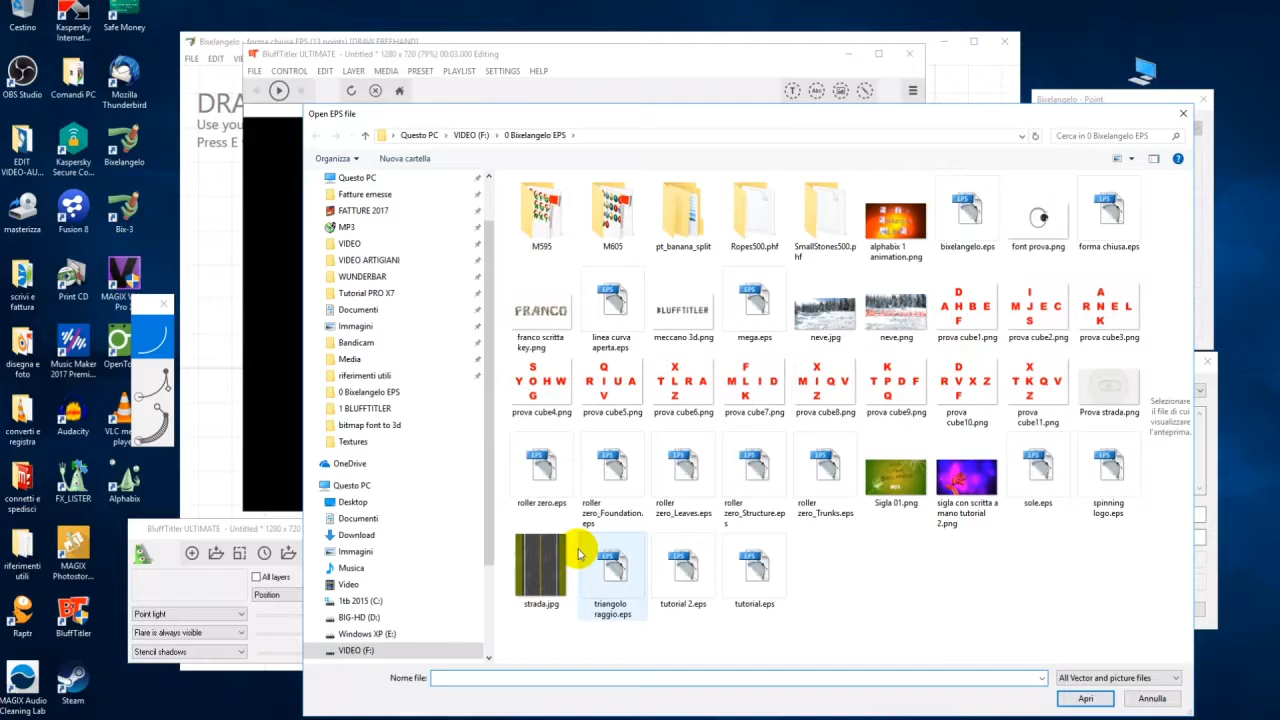 Cestino
Kaspersky
Internet...
Safe Money
OBS Studio
Comandi PC
Mozilla
Thunderbird
EDIT
VIDEO-AU...
Kaspersky
Secure Co...
Bixelangelo
masterizza
Fusion 8
Bix-3
scrivi e
fattura
Print CD
MAGIX V
Pro
disegna e
foto
Music Maker
2017 Premi...
OpenTo
converti e
registra
Audacity
VLC me
playe
connetti e
spedisci
FX_LISTER
Alphabix
riferimenti
utili
MAGIX
Photostor...
Raptr
BluffTitler
MAGIX Audio
Cleaning Lab
Steam
Bixelangelo - forma chiusa EPS (13 points) [DRAW FREEHAND]
FILE EDIT VI
DRA
Use you
Press E
BluffTitler ULTIMATE - Untitled * 1280 x 720 (79%) 00:03.000 Editing
FILE CONTROL EDIT LAYER MEDIA PRESET PLAYLIST SETTINGS HELP
Bixelangelo - Point
BluffTitler ULTIMATE - Untitled * 1280 x 720
All layers
Position
Point light
Flare is always visible
Stencil shadows
Open EPS file
Questo PC > VIDEO (F:) > 0 Bixelangelo EPS >
Cerca in 0 Bixelangelo EPS
Organizza
Nuova cartella
Questo PC
Fatture emesse
FATTURE 2017
MP3
VIDEO
VIDEO ARTIGIANI
WUNDERBAR
Tutorial PRO X7
Documenti
Immagini
Bandicam
Media
riferimenti utili
0 Bixelangelo EPS
1 BLUFFTITLER
bitmap font to 3d
Textures
OneDrive
Questo PC
Desktop
Documenti
Download
Immagini
Musica
Video
1tb 2015 (C:)
BIG-HD (D:)
Windows XP (E:)
VIDEO (F:)
M595
M605
pt_banana_split
Ropes500.phf
SmallStones500.p
hf
alphabix 1
animation.png
bixelangelo.eps
font prova.png
forma chiusa.eps
FRANCO
BLUFFTITLER
D
A H B E
F
I
M J E C
S
A
R N E L
K
franco scritta
key.png
linea curva
aperta.eps
meccano 3d.png
mega.eps
neve.jpg
neve.png
prova cube1.png
prova cube2.png
prova cube3.png
S
Y O H W
G
Q
R I U A
V
X
T L R A
Z
F
M L I D
K
X
M I Q V
Z
K
T P D F
Q
D
R V X Z
F
X
T K Q V
Z
prova cube4.png
prova cube5.png
prova cube6.png
prova cube7.png
prova cube8.png
prova cube9.png
prova
cube10.png
prova
cube11.png
Prova strada.png
Selezionare
il file di cui
visualizzare
l'anteprima.
roller zero.eps
roller
zero_Foundation.
eps
roller
zero_Leaves.eps
roller
zero_Structure.ep
s
roller
zero_Trunks.eps
Sigla 01.png
sigla con scritta a
mano tutorial
2.png
sole.eps
spinning
logo.eps
strada.jpg
triangolo
raggio.eps
tutorial 2.eps
tutorial.eps
Nome file:
All Vector and picture files
Apri
Annulla